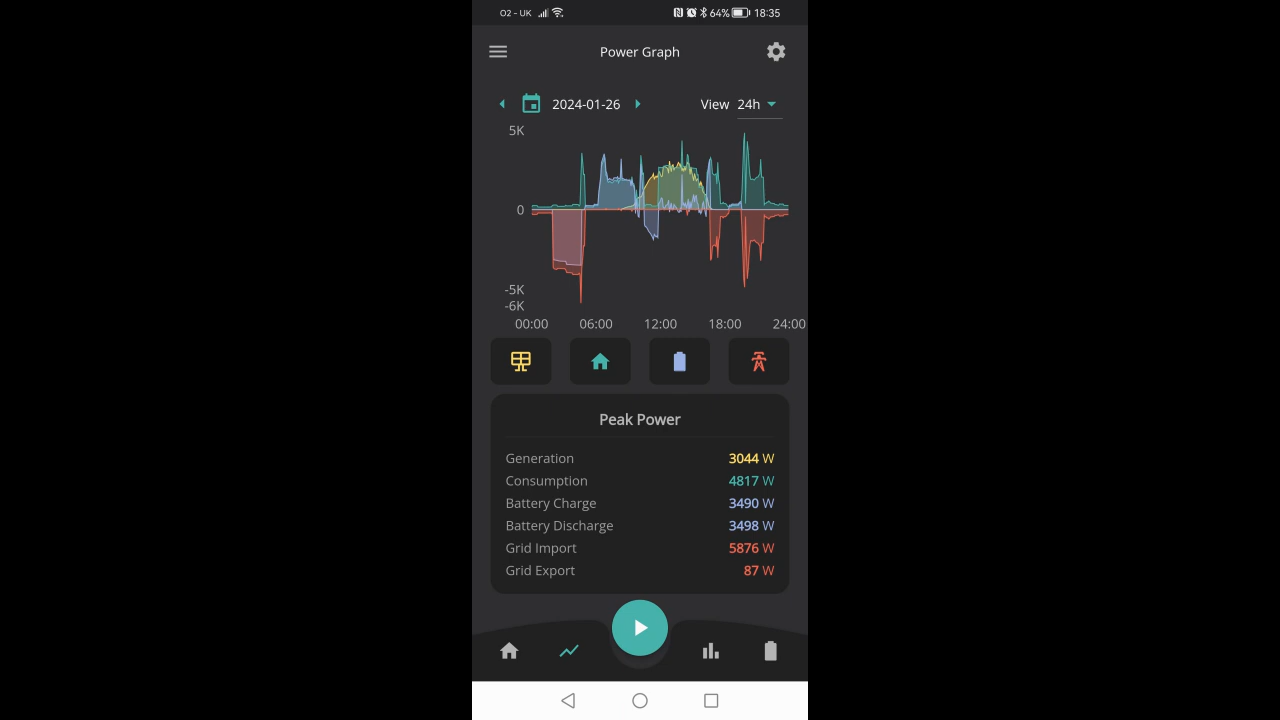 O2 - UK 64% 18:35
Power Graph
2024-01-26 View 24h
5K
0
-5K
-6K
00:00 06:00 12:00 18:00 24:00
Peak Power
Generation 3044 W
Consumption 4817 W
Battery Charge 3490 W
Battery Discharge 3498 W
Grid Import 5876 W
Grid Export 87 W